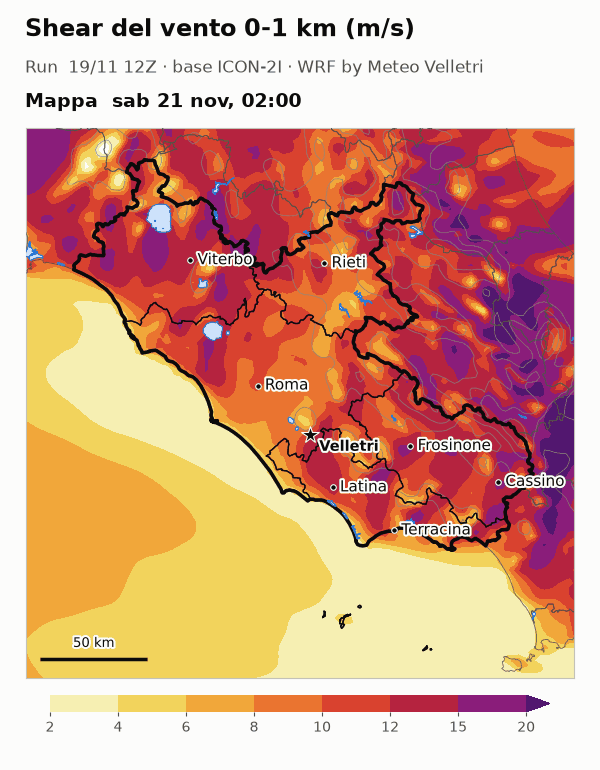 Shear del vento 0-1 km (m/s)
Run  19/11 12Z · base ICON-2I · WRF by Meteo Velletri
Mappa  sab 21 nov, 02:00
Viterbo
Rieti
Roma
Velletri
Frosinone
Latina
Cassino
Terracina
50 km
2 4 6 8 10 12 15 20